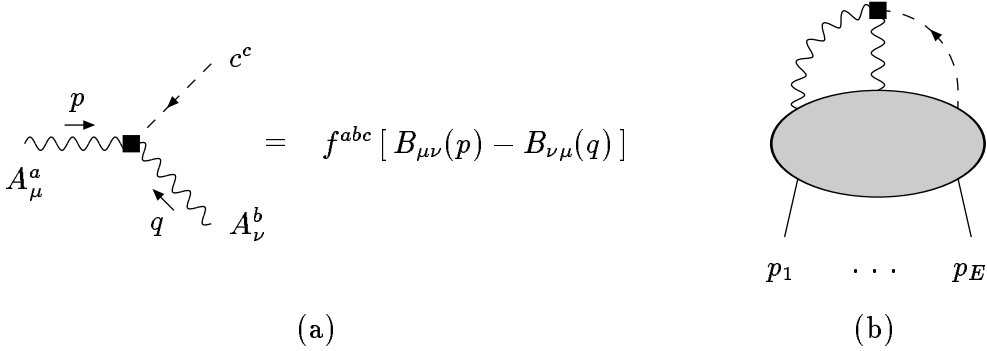 c^c
p
= f^{abc} [ B_{μν}(p) − B_{νμ}(q) ]
A^a_μ
q
A^b_ν
p_1 · · · p_E
(a)
(b)